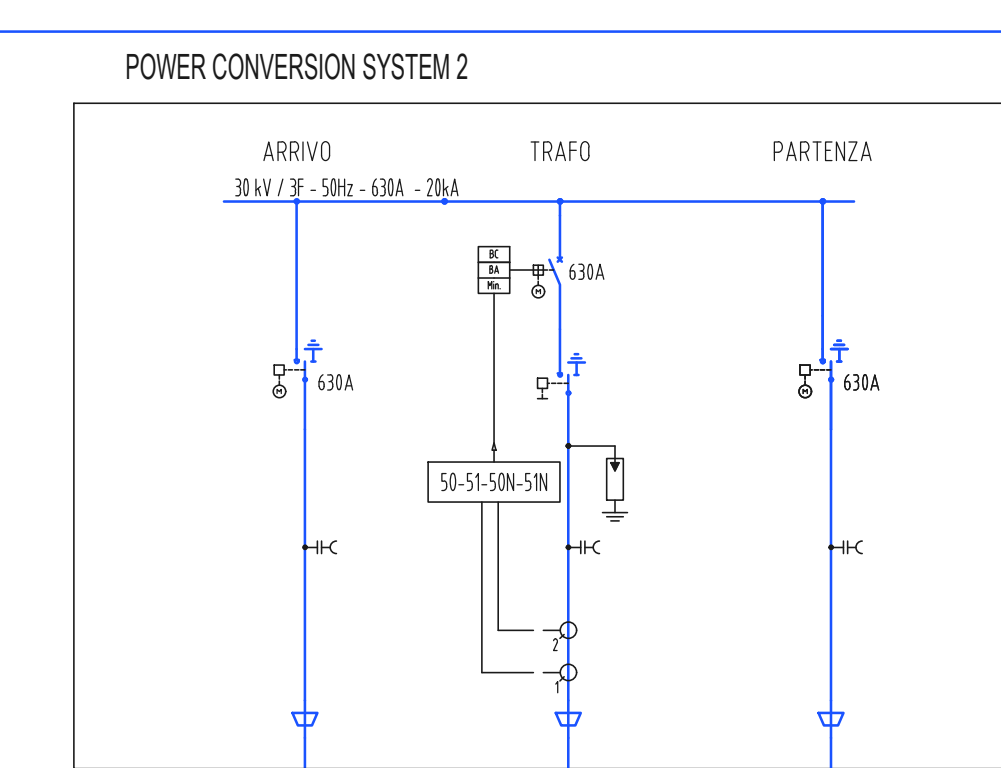 POWER CONVERSION SYSTEM 2
ARRIVO TRAFO PARTENZA
30 kV / 3F - 50Hz - 630A - 20kA
BC
BA
Min.
630A
M
630A
M
630A
M
50-51-50N-51N
2
1